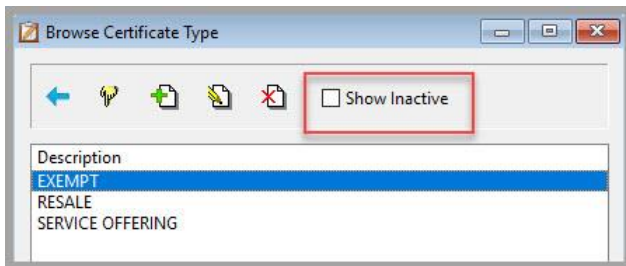 Browse Certificate Type
Show Inactive
Description
EXEMPT
RESALE
SERVICE OFFERING